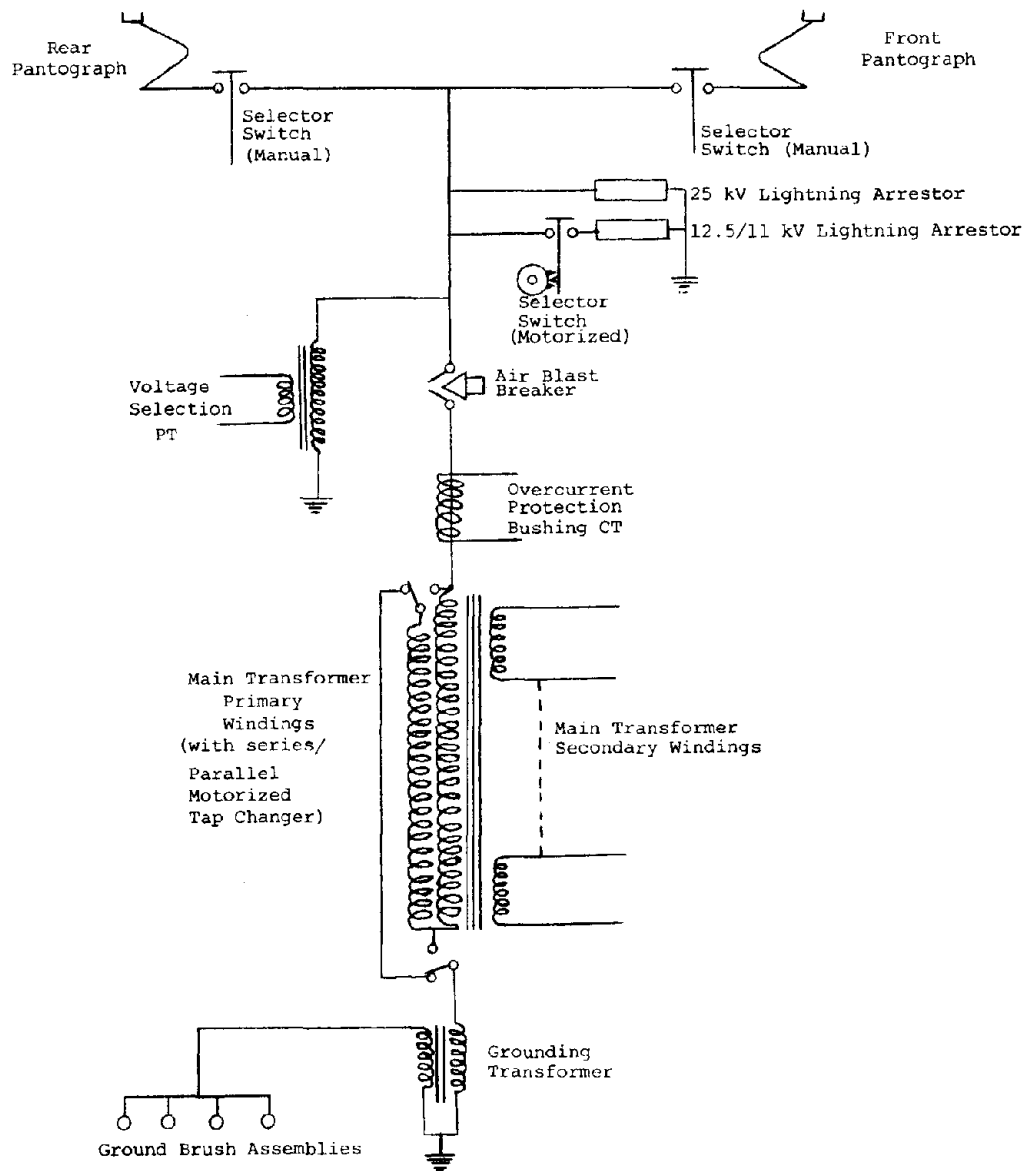 Rear
Pantograph
Front
Pantograph
Selector
Switch
(Manual)
Selector
Switch (Manual)
25 kV Lightning Arrestor
12.5/11 kV Lightning Arrestor
Selector
Switch
(Motorized)
Air Blast
Breaker
Voltage
Selection
PT
Overcurrent
Protection
Bushing CT
Main Transformer
Primary
Windings
(with series/
Parallel
Motorized
Tap Changer)
Main Transformer
Secondary Windings
Grounding
Transformer
Ground Brush Assemblies